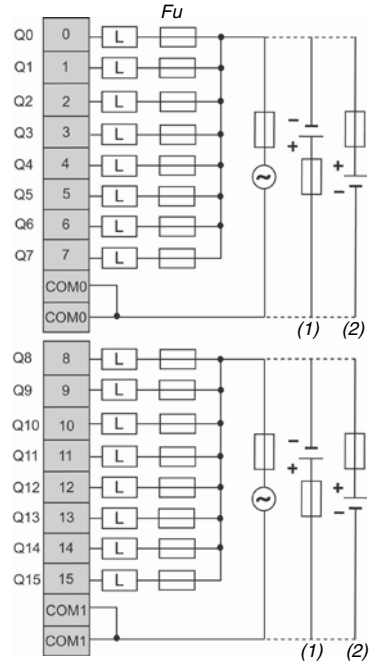 Fu
Q0 0 L
Q1 1 L
Q2 2 L
Q3 3 L
Q4 4 L
Q5 5 L
Q6 6 L
Q7 7 L
COM0
COM0
~
- +
+ -
(1) (2)
Q8 8 L
Q9 9 L
Q10 10 L
Q11 11 L
Q12 12 L
Q13 13 L
Q14 14 L
Q15 15 L
COM1
COM1
~
- +
+ -
(1) (2)